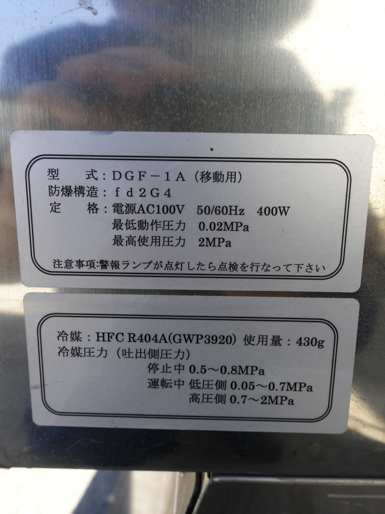 型　　式：DGF－1A（移動用）
防爆構造：fd2G4
定　　格：電源AC100V　50/60Hz　400W
最低動作圧力　0.02MPa
最高使用圧力　2MPa
注意事項:警報ランプが点灯したら点検を行なって下さい
冷媒：HFC R404A(GWP3920)　使用量：430g
冷媒圧力（吐出側圧力）
停止中 0.5～0.8MPa
運転中 低圧側 0.05～0.7MPa
高圧側 0.7～2MPa